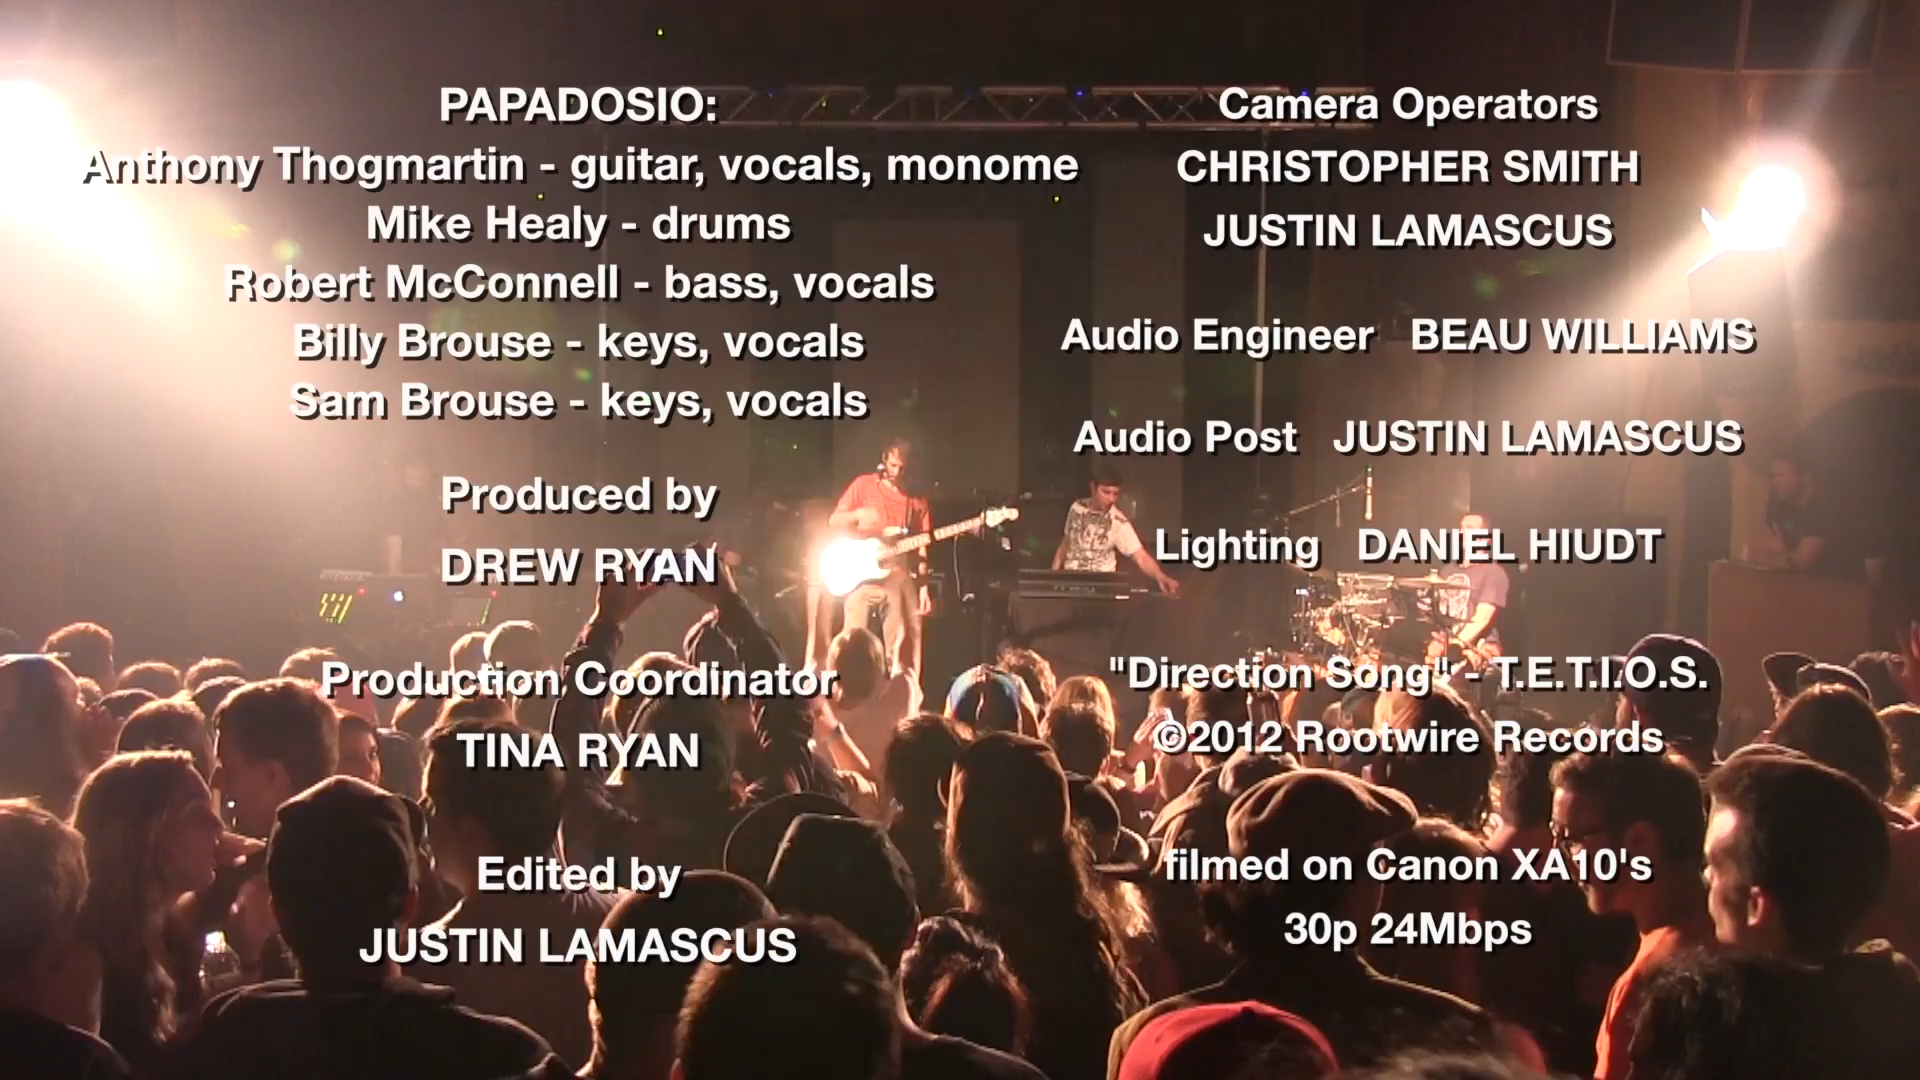 PAPADOSIO:
Anthony Thogmartin - guitar, vocals, monome
Mike Healy - drums
Robert McConnell - bass, vocals
Billy Brouse - keys, vocals
Sam Brouse - keys, vocals
Produced by
DREW RYAN
Production Coordinator
TINA RYAN
Edited by
JUSTIN LAMASCUS
Camera Operators
CHRISTOPHER SMITH
JUSTIN LAMASCUS
Audio Engineer BEAU WILLIAMS
Audio Post JUSTIN LAMASCUS
Lighting DANIEL HIUDT
"Direction Song" - T.E.T.I.O.S.
©2012 Rootwire Records
filmed on Canon XA10's
30p 24Mbps